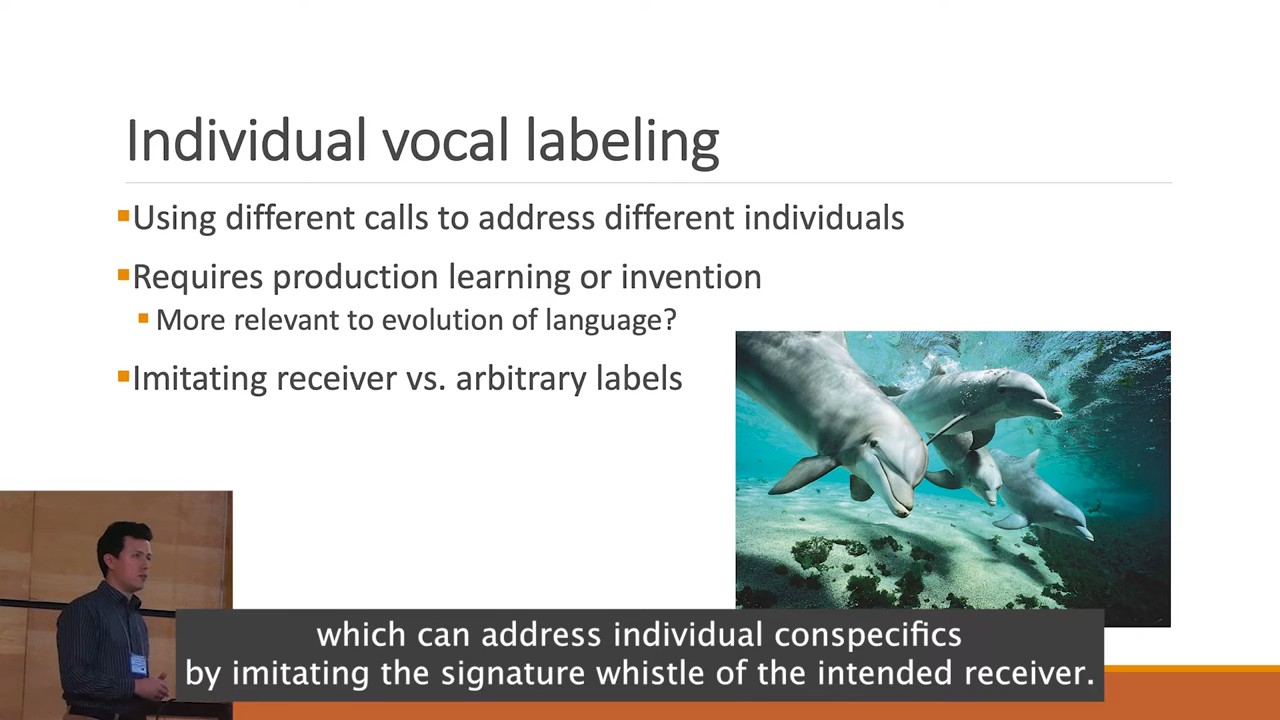 Individual vocal labeling
Using different calls to address different individuals
Requires production learning or invention
More relevant to evolution of language?
Imitating receiver vs. arbitrary labels
which can address individual conspecifics
by imitating the signature whistle of the intended receiver.